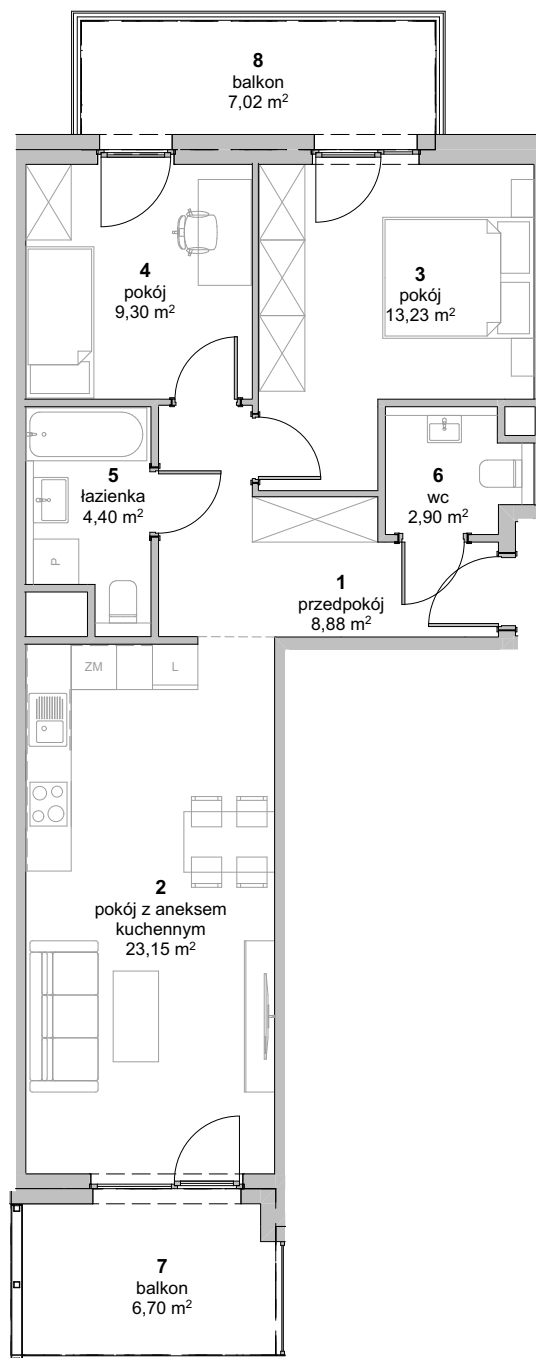 8
balkon
7,02 m²
4
pokój
9,30 m²
3
pokój
13,23 m²
5
łazienka
4,40 m²
6
wc
2,90 m²
P
1
przedpokój
8,88 m²
ZM
L
2
pokój z aneksem
kuchennym
23,15 m²
7
balkon
6,70 m²